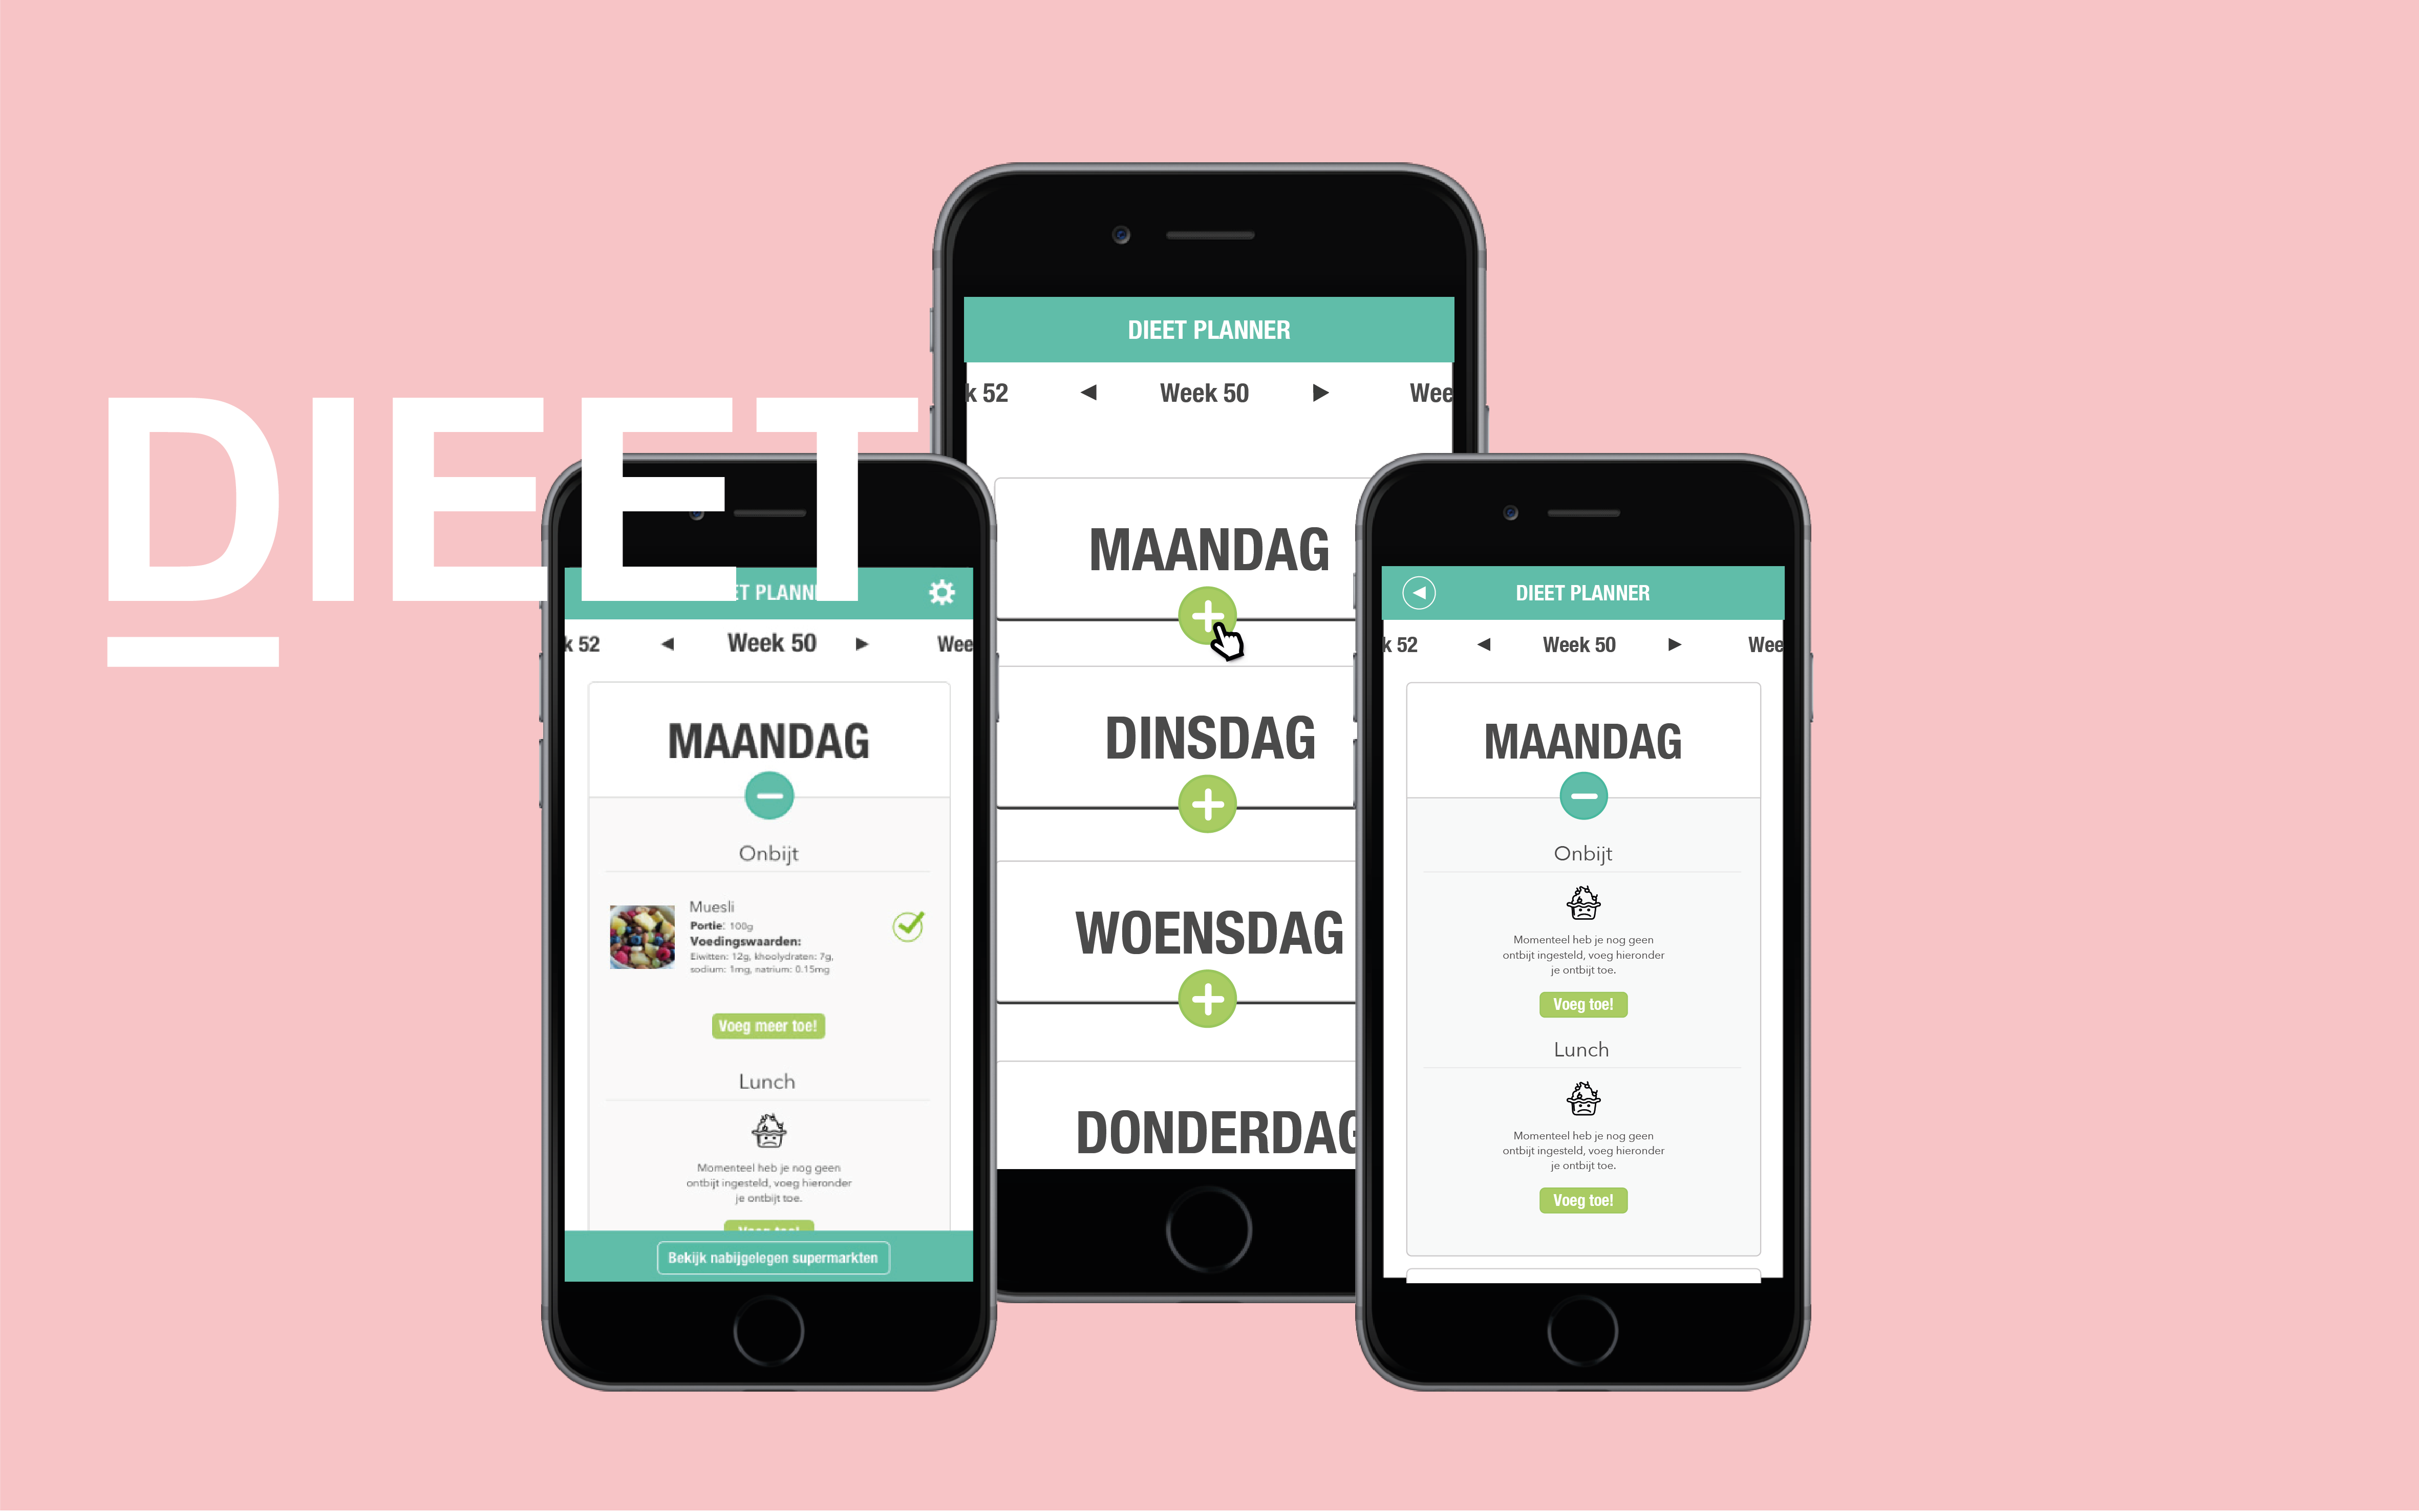 DIEET
DIEET PLANNER
k 52 ◀ Week 50 ▶ Wee
MAANDAG
DINSDAG
WOENSDAG
DONDERDAG
ET PLANN
k 52 ◀ Week 50 ▶ Wee
MAANDAG
Onbijt
Muesli
Portie: 100g
Voedingswaarden:
Eiwitten: 12g, khoolydraten: 7g,
sodium: 1mg, natrium: 0.15mg
Voeg meer toe!
Lunch
Momenteel heb je nog geen
ontbijt ingesteld, voeg hieronder
je ontbijt toe.
Voeg toe!
Bekijk nabijgelegen supermarkten
DIEET PLANNER
k 52 ◀ Week 50 ▶ Wee
MAANDAG
Onbijt
Momenteel heb je nog geen
ontbijt ingesteld, voeg hieronder
je ontbijt toe.
Voeg toe!
Lunch
Momenteel heb je nog geen
ontbijt ingesteld, voeg hieronder
je ontbijt toe.
Voeg toe!